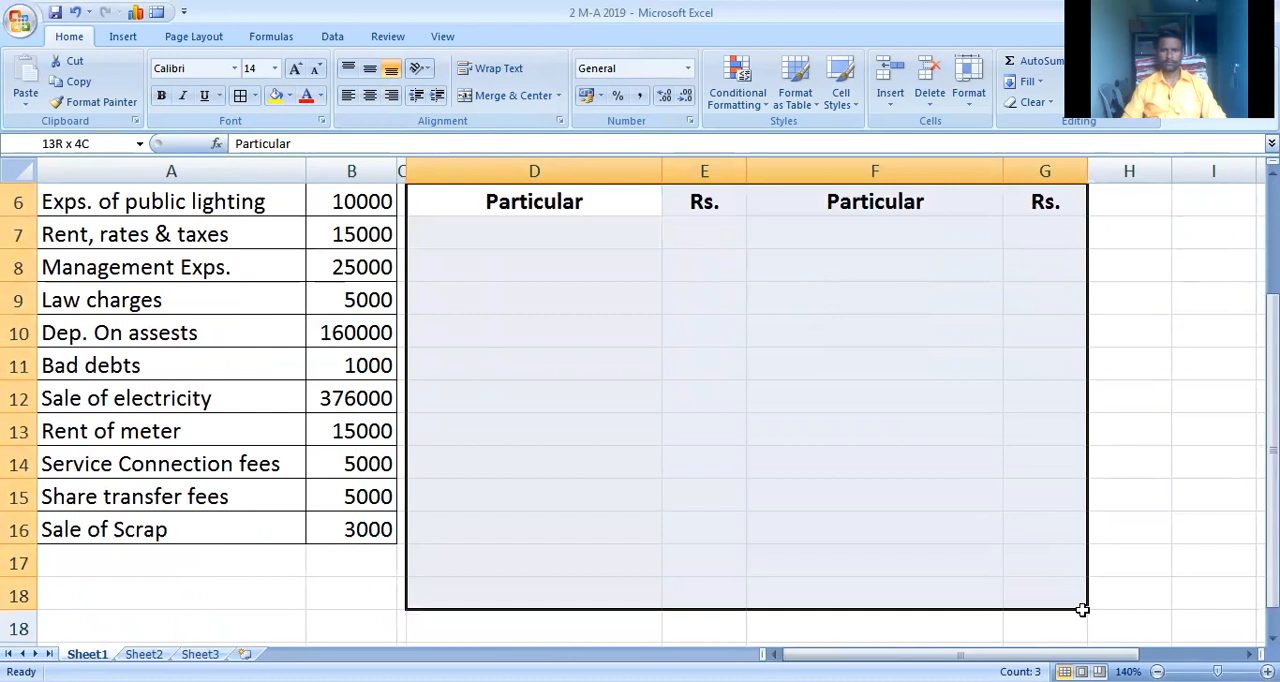 2 M-A 2019 - Microsoft Excel
Home Insert Page Layout Formulas Data Review View
Paste Cut Copy Format Painter Clipboard
Calibri 14 A A B I U A Font
Wrap Text Merge & Center Alignment
General % , .0 .00 .00 .0 Number
Conditional Formatting Format as Table Cell Styles Styles
Insert Delete Format Cells
Σ AutoSum Fill Clear Editing
13R x 4C fx Particular
A B C D E F G H I
6 Exps. of public lighting 10000 Particular Rs. Particular Rs.
7 Rent, rates & taxes 15000
8 Management Exps. 25000
9 Law charges 5000
10 Dep. On assests 160000
11 Bad debts 1000
12 Sale of electricity 376000
13 Rent of meter 15000
14 Service Connection fees 5000
15 Share transfer fees 5000
16 Sale of Scrap 3000
17
18
18
Sheet1 Sheet2 Sheet3
Ready Count: 3 140%